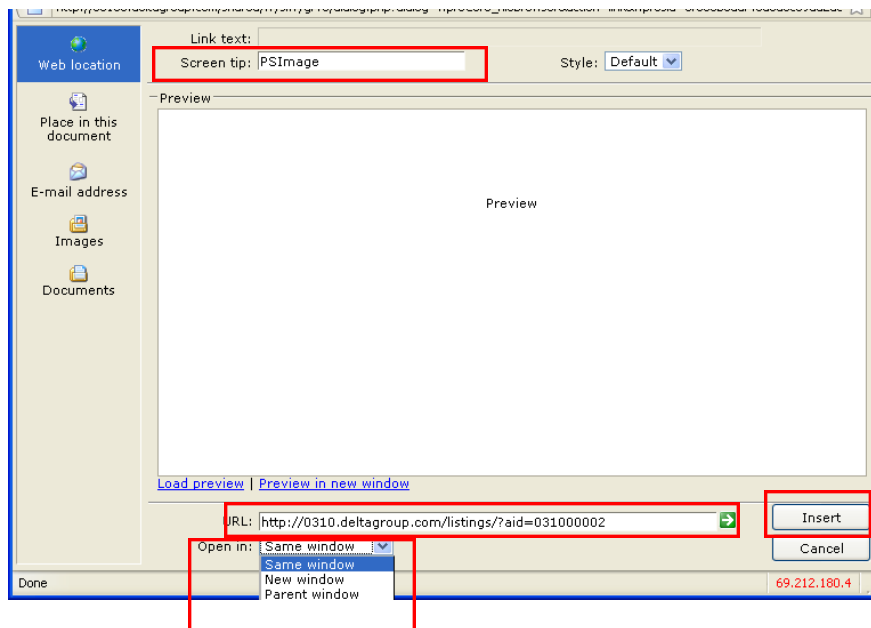 Link text:
Web location
Screen tip: PSImage
Style: Default
Preview
Place in this
document
Preview
E-mail address
Images
Documents
Load preview | Preview in new window
URL: http://0310.deltagroup.com/listings/?aid=031000002
Insert
Open in: Same window
Cancel
Same window
New window
Parent window
Done
69.212.180.4